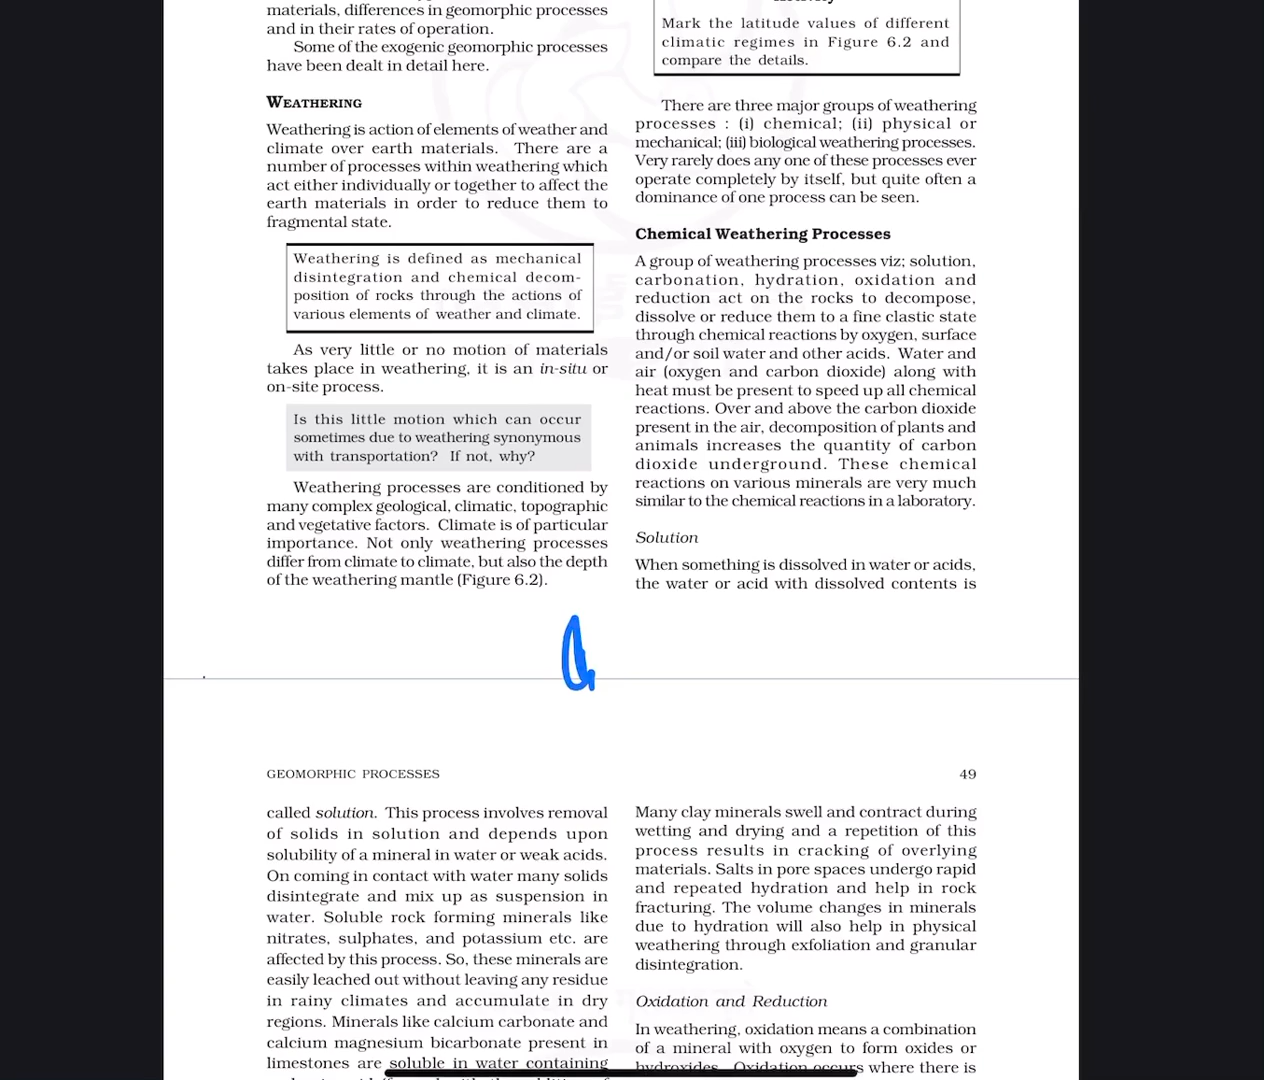 materials, differences in geomorphic processes
and in their rates of operation.
Some of the exogenic geomorphic processes
have been dealt in detail here.
WEATHERING
Weathering is action of elements of weather and
climate over earth materials. There are a
number of processes within weathering which
act either individually or together to affect the
earth materials in order to reduce them to
fragmental state.
Weathering is defined as mechanical
disintegration and chemical decom-
position of rocks through the actions of
various elements of weather and climate.
As very little or no motion of materials
takes place in weathering, it is an in-situ or
on-site process.
Is this little motion which can occur
sometimes due to weathering synonymous
with transportation? If not, why?
Weathering processes are conditioned by
many complex geological, climatic, topographic
and vegetative factors. Climate is of particular
importance. Not only weathering processes
differ from climate to climate, but also the depth
of the weathering mantle (Figure 6.2).
Mark the latitude values of different
climatic regimes in Figure 6.2 and
compare the details.
There are three major groups of weathering
processes : (i) chemical; (ii) physical or
mechanical; (iii) biological weathering processes.
Very rarely does any one of these processes ever
operate completely by itself, but quite often a
dominance of one process can be seen.
Chemical Weathering Processes
A group of weathering processes viz; solution,
carbonation, hydration, oxidation and
reduction act on the rocks to decompose,
dissolve or reduce them to a fine clastic state
through chemical reactions by oxygen, surface
and/or soil water and other acids. Water and
air (oxygen and carbon dioxide) along with
heat must be present to speed up all chemical
reactions. Over and above the carbon dioxide
present in the air, decomposition of plants and
animals increases the quantity of carbon
dioxide underground. These chemical
reactions on various minerals are very much
similar to the chemical reactions in a laboratory.
Solution
When something is dissolved in water or acids,
the water or acid with dissolved contents is
GEOMORPHIC PROCESSES
49
called solution. This process involves removal
of solids in solution and depends upon
solubility of a mineral in water or weak acids.
On coming in contact with water many solids
disintegrate and mix up as suspension in
water. Soluble rock forming minerals like
nitrates, sulphates, and potassium etc. are
affected by this process. So, these minerals are
easily leached out without leaving any residue
in rainy climates and accumulate in dry
regions. Minerals like calcium carbonate and
calcium magnesium bicarbonate present in
limestones are soluble in water containing
Many clay minerals swell and contract during
wetting and drying and a repetition of this
process results in cracking of overlying
materials. Salts in pore spaces undergo rapid
and repeated hydration and help in rock
fracturing. The volume changes in minerals
due to hydration will also help in physical
weathering through exfoliation and granular
disintegration.
Oxidation and Reduction
In weathering, oxidation means a combination
of a mineral with oxygen to form oxides or
hydroxides. Oxidation occurs where there is